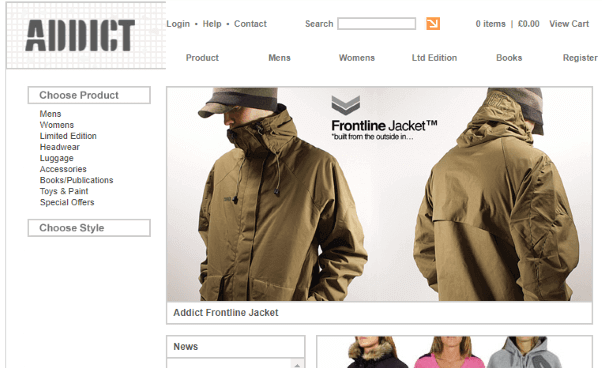 ADDICT
Login • Help • Contact
Search
0 items | £0.00 View Cart
Product Mens Womens Ltd Edition Books Register
Choose Product
Mens
Womens
Limited Edition
Headwear
Luggage
Accessories
Books/Publications
Toys & Paint
Special Offers
Choose Style
Frontline Jacket™
"built from the outside in...
Addict Frontline Jacket
News